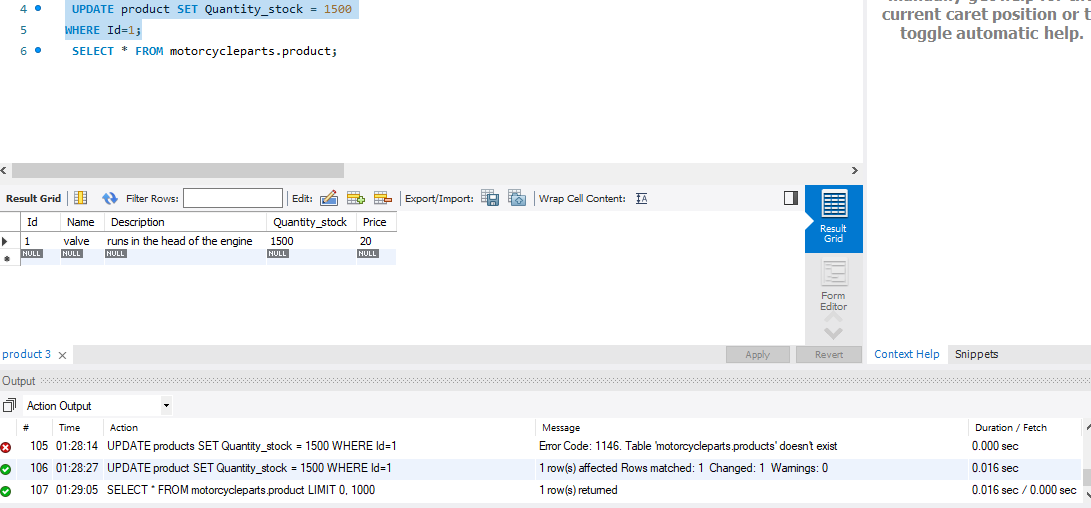 4 UPDATE product SET Quantity_stock = 1500
5 WHERE Id=1;
6 SELECT * FROM motorcycleparts.product;
current caret position or t
toggle automatic help.
Result Grid Filter Rows: Edit: Export/Import: Wrap Cell Content:
Id Name Description Quantity_stock Price
1 valve runs in the head of the engine 1500 20
NULL NULL NULL NULL NULL
Result
Grid
Form
Editor
product 3
Apply Revert
Context Help Snippets
Output
Action Output
# Time Action Message Duration / Fetch
105 01:28:14 UPDATE products SET Quantity_stock = 1500 WHERE Id=1 Error Code: 1146. Table 'motorcycleparts.products' doesn't exist 0.000 sec
106 01:28:27 UPDATE product SET Quantity_stock = 1500 WHERE Id=1 1 row(s) affected Rows matched: 1 Changed: 1 Warnings: 0 0.016 sec
107 01:29:05 SELECT * FROM motorcycleparts.product LIMIT 0, 1000 1 row(s) returned 0.016 sec / 0.000 sec